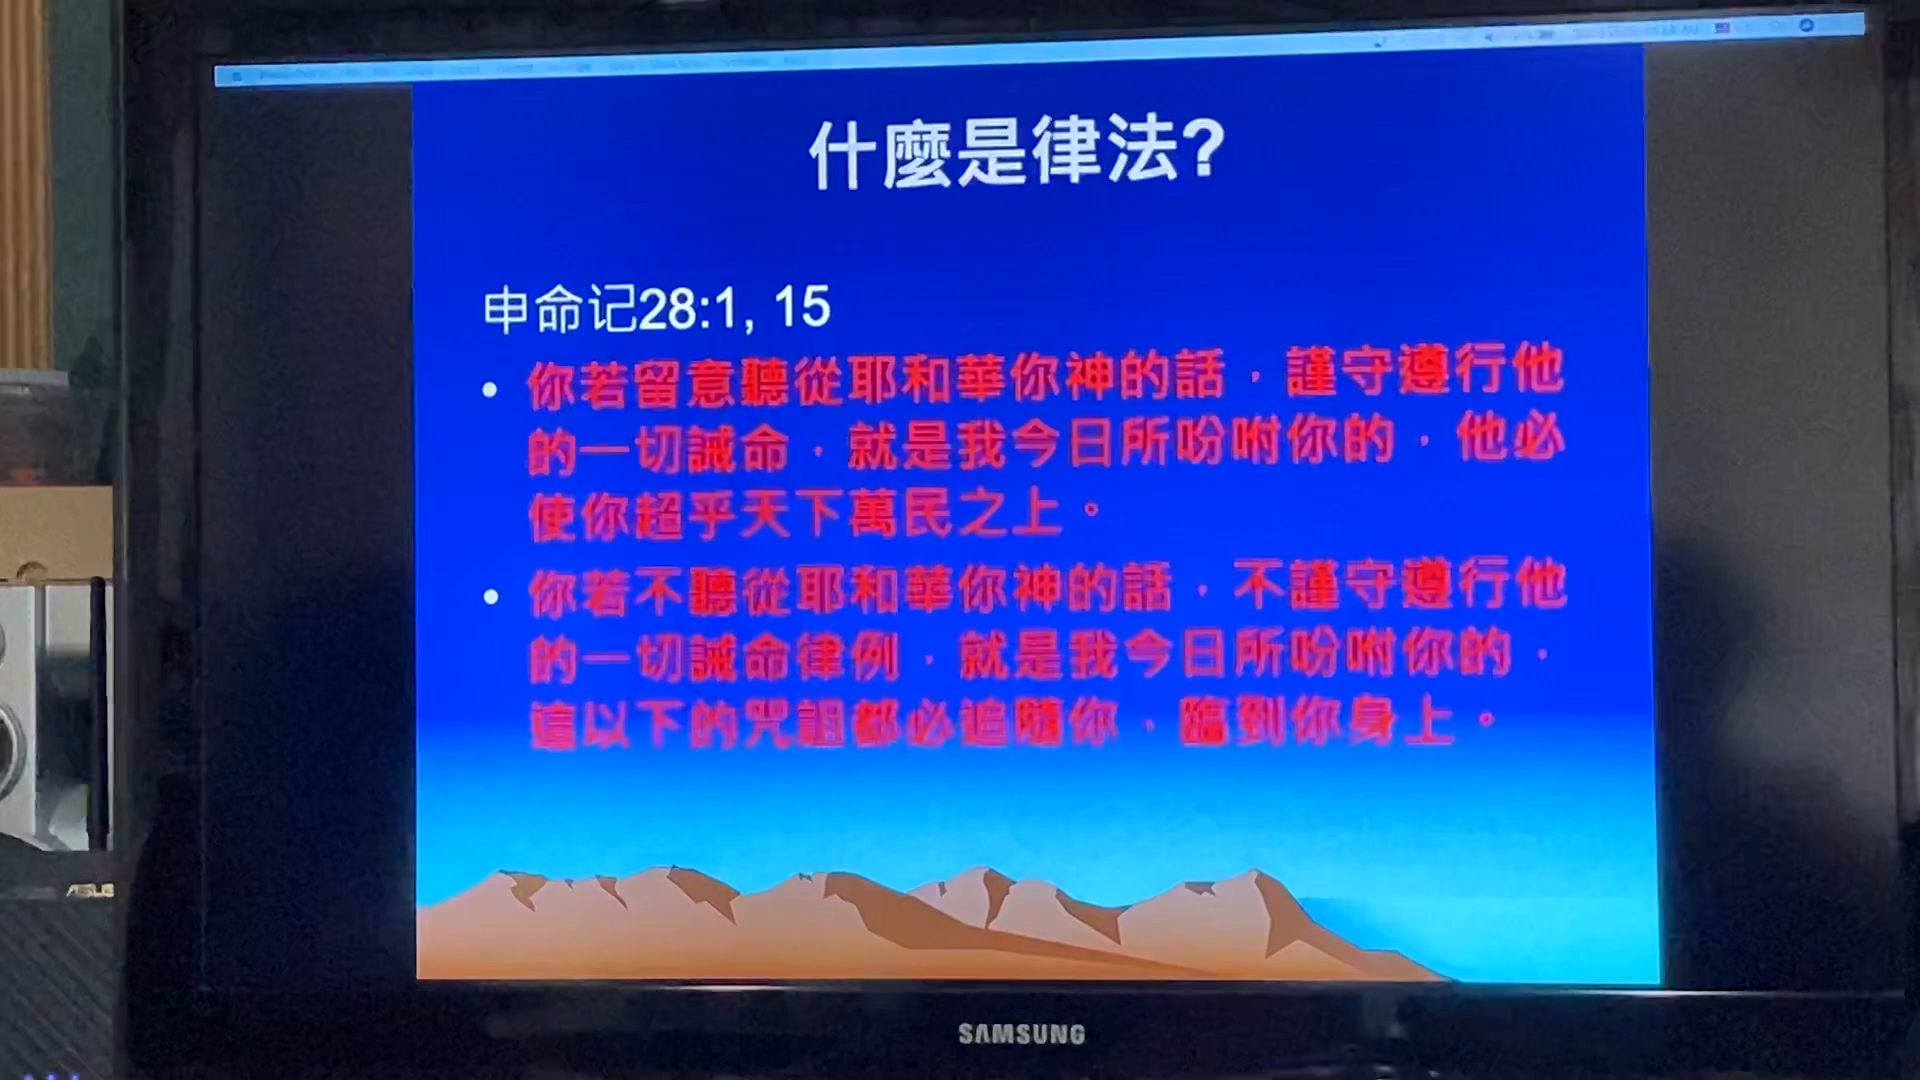 什麼是律法?
申命记28:1, 15
• 你若留意聽從耶和華你神的話，謹守遵行他
的一切誡命，就是我今日所吩咐你的，他必
使你超乎天下萬民之上。
• 你若不聽從耶和華你神的話，不謹守遵行他
的一切誡命律例，就是我今日所吩咐你的，
這以下的咒詛都必追隨你，臨到你身上。
ASUS
SAMSUNG